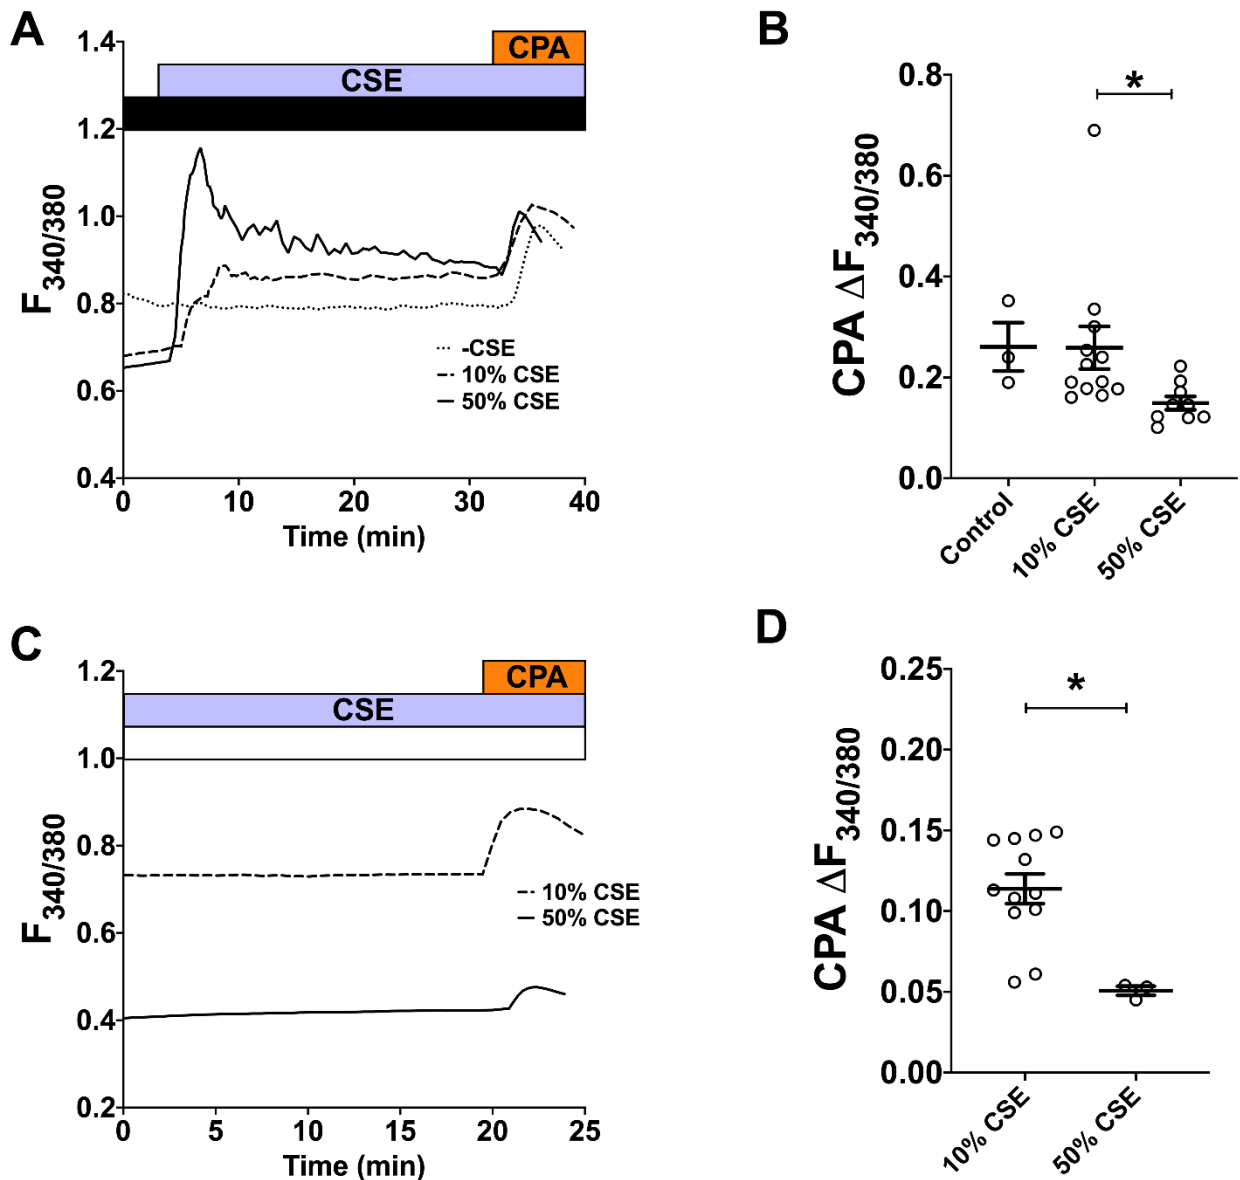 A
CPA
CSE
1.4
1.2
1.0
0.8
0.6
0.4
F340/380
-CSE
10% CSE
50% CSE
0
10
20
30
40
Time (min)
B
*
0.8
0.6
0.4
0.2
0.0
CPA ΔF340/380
Control
10% CSE
50% CSE
C
CPA
CSE
1.2
1.0
0.8
0.6
0.4
0.2
F340/380
10% CSE
50% CSE
0
5
10
15
20
25
Time (min)
D
*
0.25
0.20
0.15
0.10
0.05
0.00
CPA ΔF340/380
10% CSE
50% CSE